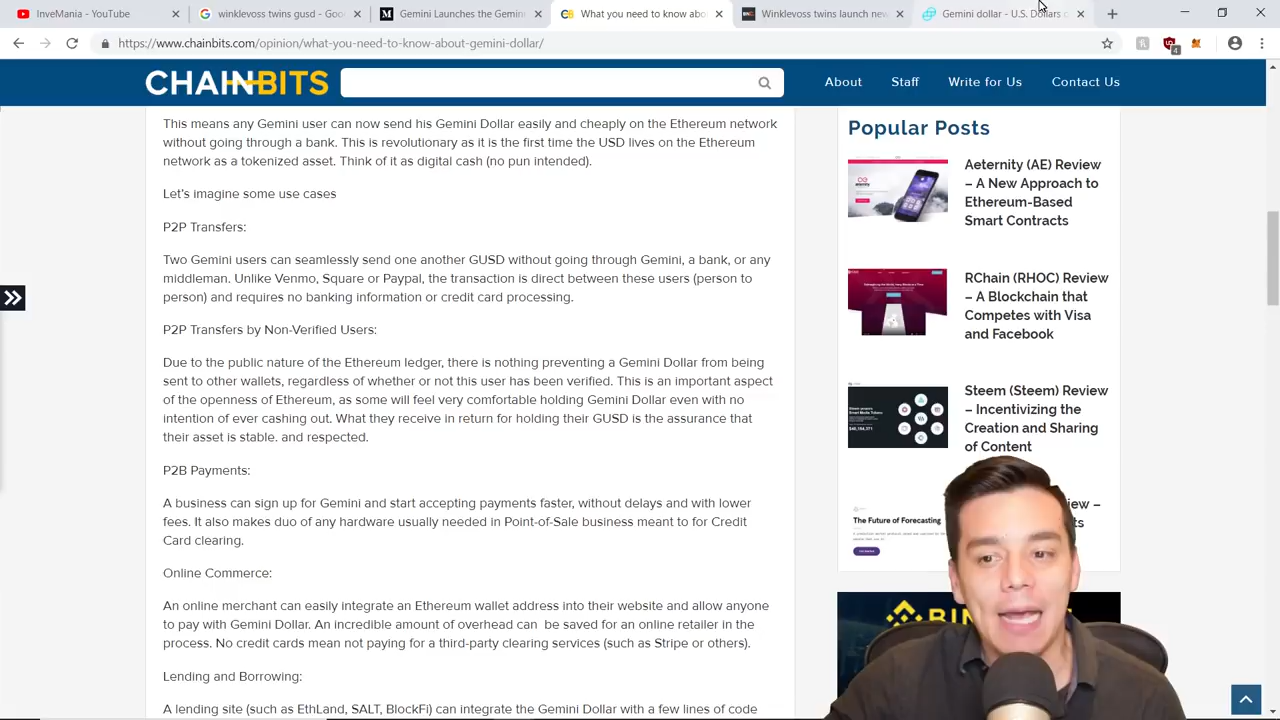 InvoMania - YouTube
winklevoss twins gusd - Goo
Gemini Launches the Gemin
What you need to know abo
Winklevoss twins launch new
Gemini dollar - U.S. Dollars o
https://www.chainbits.com/opinion/what-you-need-to-know-about-gemini-dollar/
4
CHAINBITS
About
Staff
Write for Us
Contact Us
This means any Gemini user can now send his Gemini Dollar easily and cheaply on the Ethereum network
without going through a bank. This is revolutionary as it is the first time the USD lives on the Ethereum
network as a tokenized asset. Think of it as digital cash (no pun intended).
Let's imagine some use cases
P2P Transfers:
Two Gemini users can seamlessly send one another GUSD without going through Gemini, a bank, or any
middleman. Unlike Venmo, Square or Paypal, the transaction is direct between these users (person to
and requires no banking information or credit card processing.
P2P Transfers by Non-Verified Users:
Due to the public nature of the Ethereum ledger, there is nothing preventing a Gemini Dollar from being
sent to other wallets, regardless of whether or not this user has been verified. This is an important aspect
of the openness of Ethereum, as some will feel very comfortable holding Gemini Dollar even with no
ever cashing out. What they receive in return for holding their GUSD is the assurance that
their asset is stable, and respected.
P2B Payments:
A business can sign up for Gemini and start accepting payments faster, without delays and with lower
fees. It also makes duo of any hardware usually needed in Point-of-Sale business meant to for Credit
Card clearing.
Online Commerce:
An online merchant can easily integrate an Ethereum wallet address into their website and allow anyone
to pay with Gemini Dollar. An incredible amount of overhead can be saved for an online retailer in the
process. No credit cards mean not paying for a third-party clearing services (such as Stripe or others).
Lending and Borrowing:
A lending site (such as Ethlend, SALT, BlockFi) can integrate the Gemini Dollar with a few lines of code
Popular Posts
Aeternity (AE) Review
– A New Approach to
Ethereum-Based
Smart Contracts
RChain (RHOC) Review
– A Blockchain that
Competes with Visa
and Facebook
Steem (Steem) Review
– Incentivizing the
Creation and Sharing
of Content
The Future of Forecasting